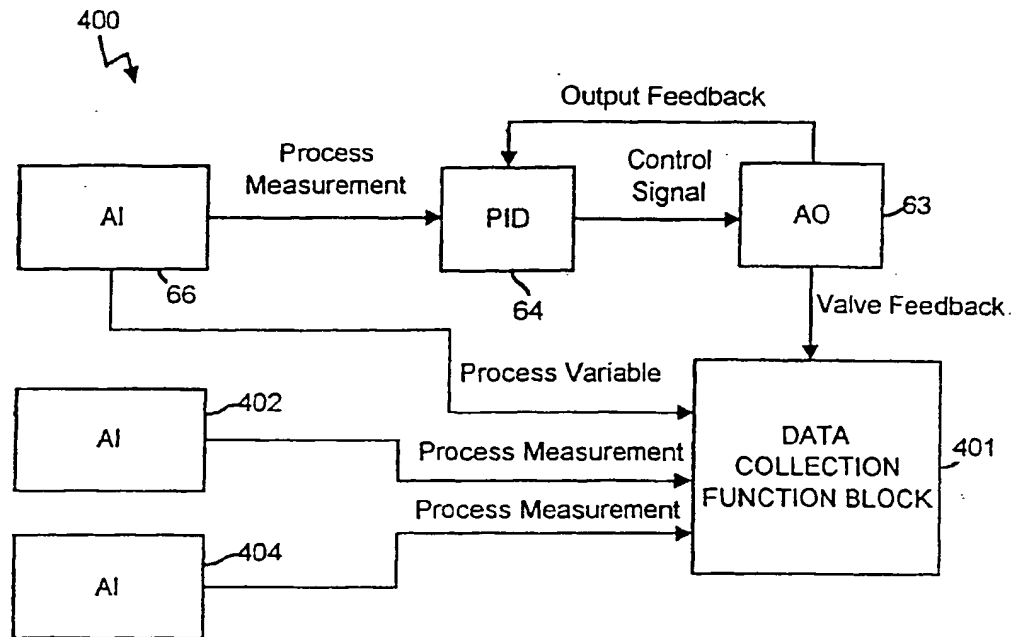 400
Output Feedback
Process
Measurement
Control
Signal
AI
PID
AO
63
66
64
Valve Feedback
Process Variable
402
AI
Process Measurement
DATA
COLLECTION
FUNCTION BLOCK
401
Process Measurement
404
AI